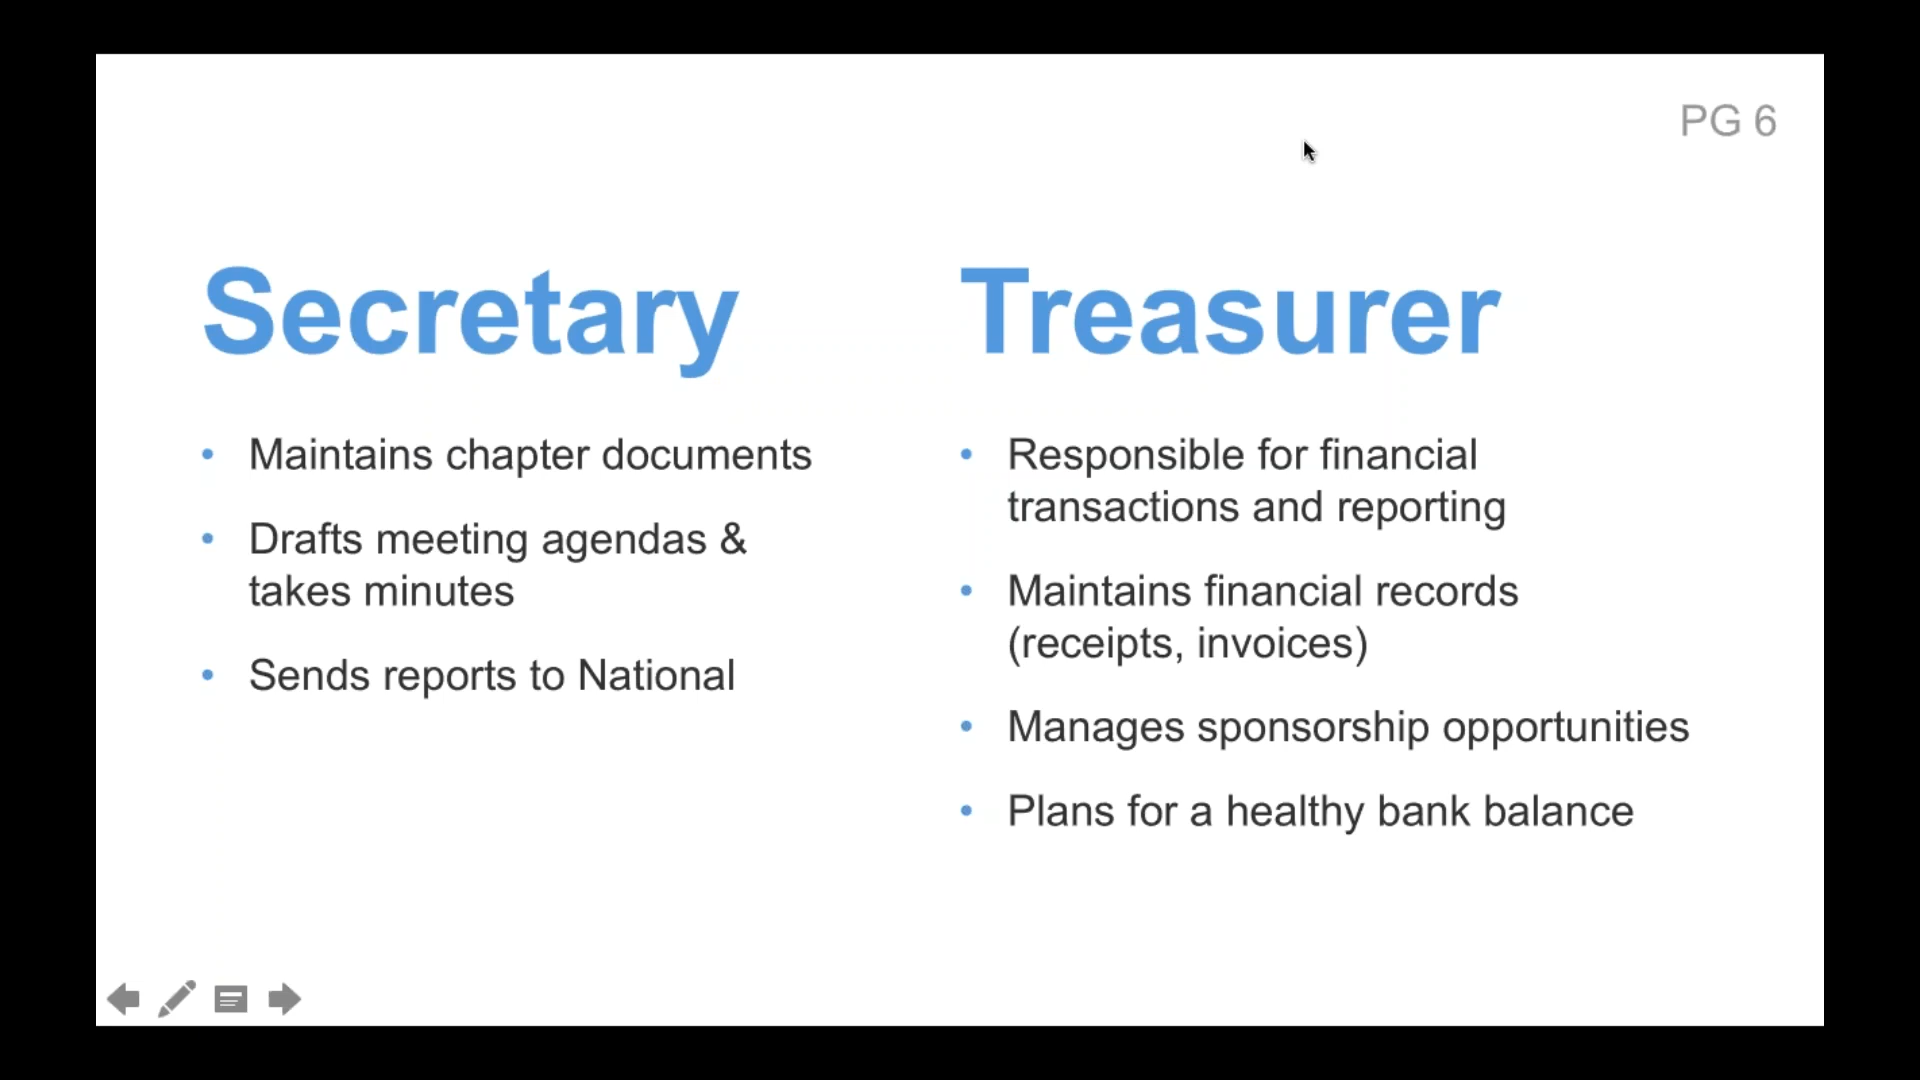 PG 6
Secretary
• Maintains chapter documents
• Drafts meeting agendas &
takes minutes
• Sends reports to National
Treasurer
• Responsible for financial
transactions and reporting
• Maintains financial records
(receipts, invoices)
• Manages sponsorship opportunities
• Plans for a healthy bank balance